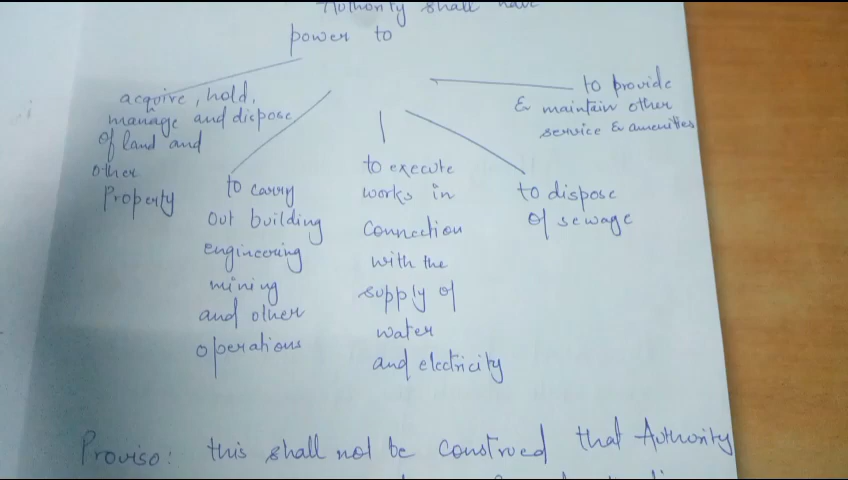 Authority shall have
power to
acquire, hold,
manage and dispose
of land and
other
Property
to carry
out building
engineering
mining
and other
operations
to execute
works in
connection
with the
supply of
water
and electricity
to dispose
of sewage
to provide
& maintain other
service & amenities
Proviso: this shall not be construed that Authority